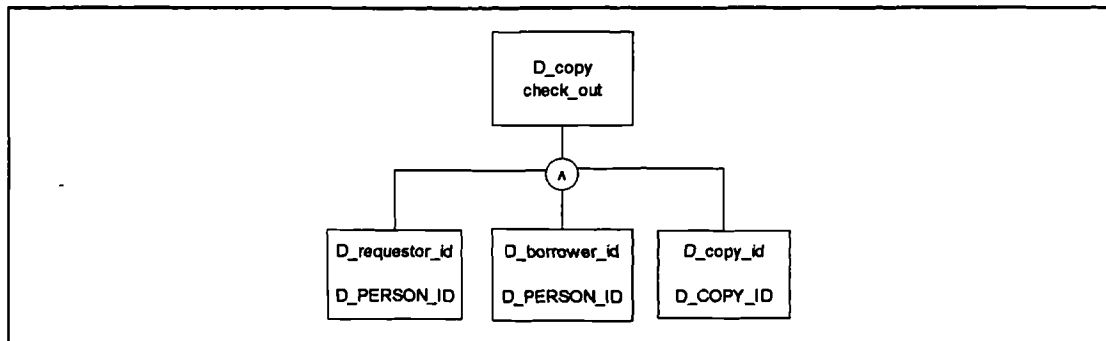 D_copy
check_out
∧
D_requestor_id
D_borrower_id
D_copy_id
D_PERSON_ID
D_PERSON_ID
D_COPY_ID